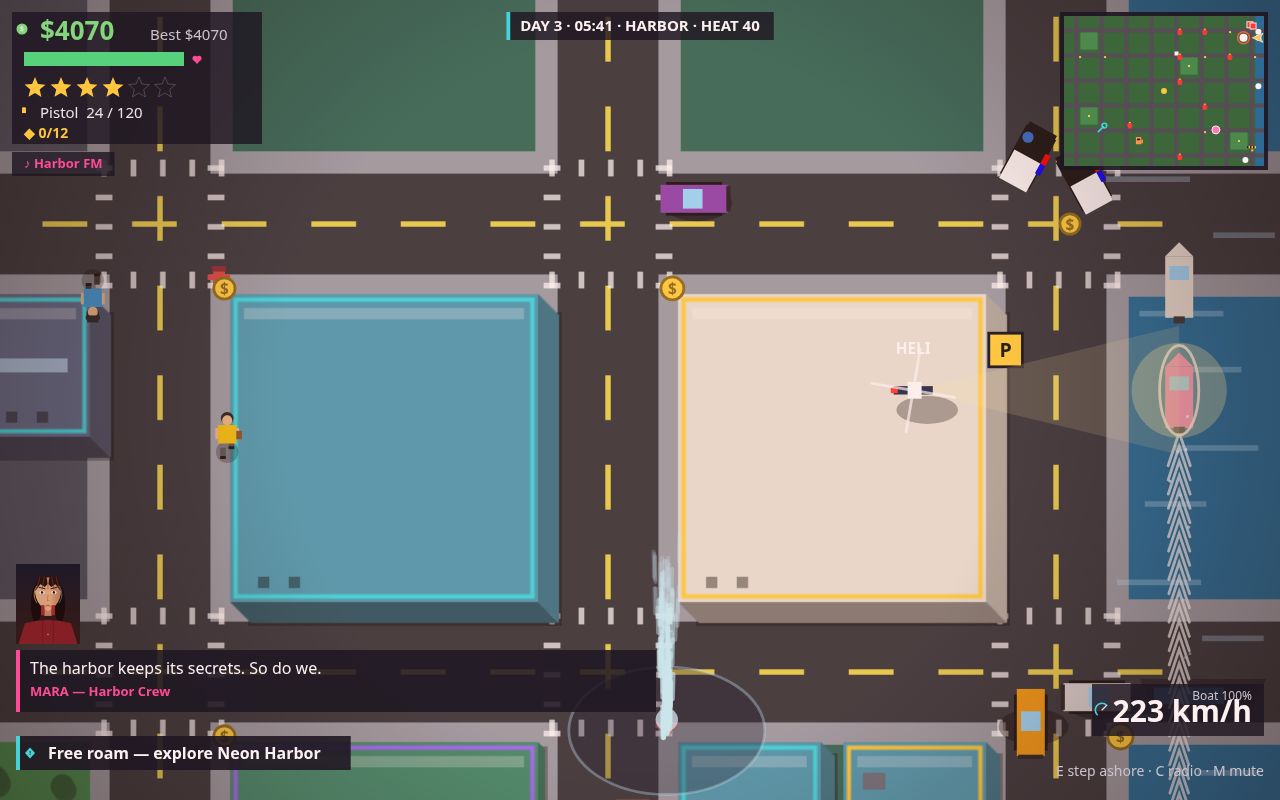 $4070 Best $4070
Pistol 24 / 120
0/12
♪ Harbor FM
DAY 3 · 05:41 · HARBOR · HEAT 40
$
$
$
HELI
P
The harbor keeps its secrets. So do we.
MARA — Harbor Crew
Free roam — explore Neon Harbor
Boat 100%
223 km/h
$
$
E step ashore · C radio · M mute